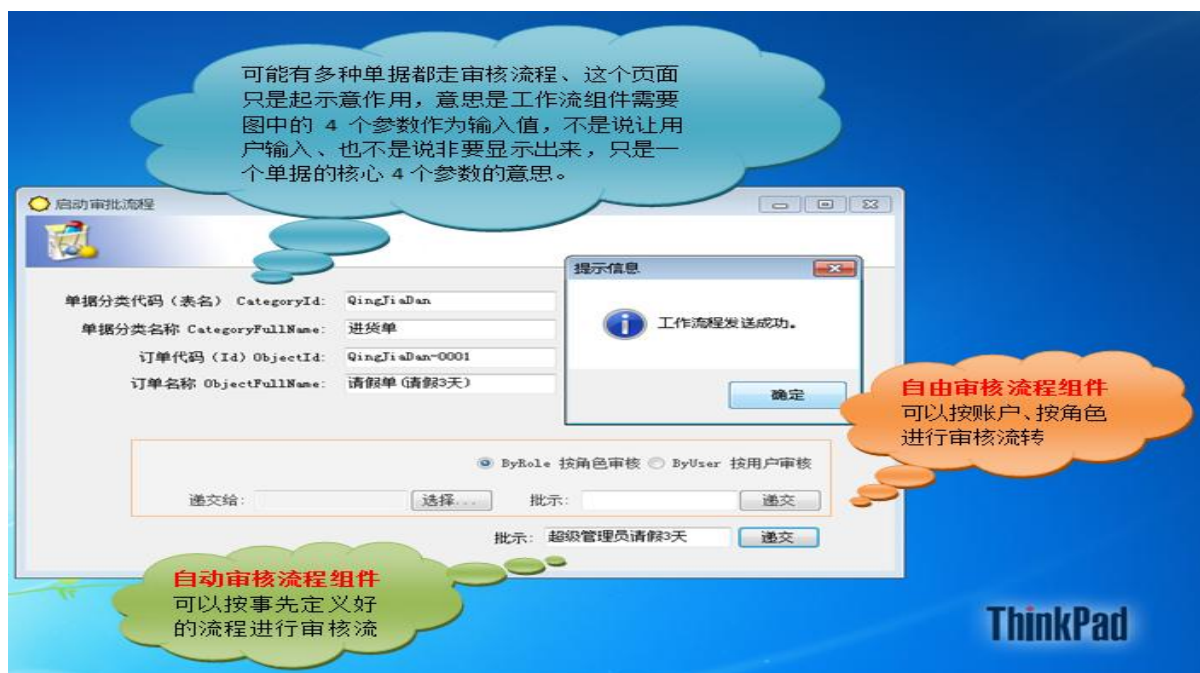 可能有多种单据都走审核流程、这个页面
只是起示意作用，意思是工作流组件需要
图中的 4 个参数作为输入值，不是说让用
户输入、也不是说非要显示出来，只是一
个单据的核心 4 个参数的意思。
启动审批流程
提示信息
单据分类代码（表名） CategoryId: QingJiaDan
工作流程发送成功。
单据分类名称 CategoryFullName: 进货单
订单代码（Id）ObjectId: QingJiaDan-0001
订单名称 ObjectFullName: 请假单(请假3天)
确定
自由审核流程组件
可以按账户、按角色
进行审核流转
ByRole 按角色审核 ByUser 按用户审核
递交给: 选择... 批示: 递交
批示: 超级管理员请假3天 递交
自动审核流程组件
可以按事先定义好
的流程进行审核流
ThinkPad